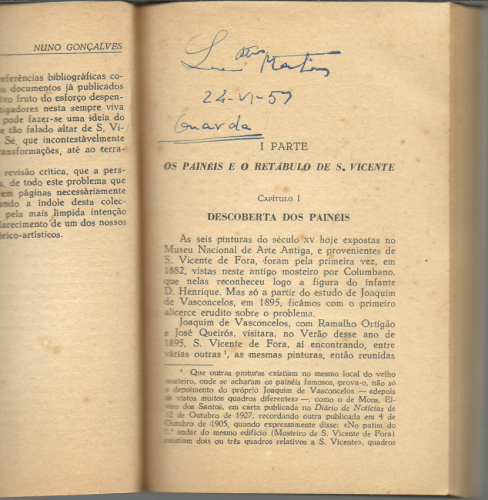 NUNO GONÇALVES
eferências bibliográficas co-
s documentos já publicados
ivo fruto do esforço despen-
tigadores nesta sempre viva
pode fazer-se uma ideia do
e tão falado altar de S. Vi-
Sé, que incontestàvelmente
ansformações, até ao terra-
revisão crítica, que a pers-
a, de todo este problema que
em páginas necessàriamente
ndo a índole desta colec-
pela mais límpida intenção
larecimento de um dos nossos
rico-artísticos.
Martins
24-VI-59
Guarda
I PARTE
OS PAINÉIS E O RETÁBULO DE S. VICENTE
CAPÍTULO I
DESCOBERTA DOS PAINÉIS
As seis pinturas do século XV hoje expostas no
Museu Nacional de Arte Antiga, e provenientes de
S. Vicente de Fora, foram pela primeira vez, em
1882, vistas neste antigo mosteiro por Columbano,
que nelas reconheceu logo a figura do infante
D. Henrique. Mas só a partir do estudo de Joaquim
de Vasconcelos, em 1895, ficámos com o primeiro
alicerce erudito sobre o problema.
Joaquim de Vasconcelos, com Ramalho Ortigão
e José Queirós, visitara, no Verão desse ano de
1895, S. Vicente de Fora, aí encontrando, entre
várias outras ¹, as mesmas pinturas, então reunidas
¹ Que outras pinturas existiam no mesmo local do velho
mosteiro, onde se acharam os painéis famosos, prova-o, não só
o depoimento do próprio Joaquim de Vasconcelos — «depois
de vistos muitos quadros diferentes» —, como o de Mons. El-
viro dos Santos, em carta publicada no Diário de Notícias de
de Outubro de 1927, recordando outra publicada em 4 de
Outubro de 1905, quando expressamente disse: «No patim do
1.º andar do mesmo edifício (Mosteiro de S. Vicente de Fora)
existiam dois ou três quadros relativos a S. Vicente», quadros